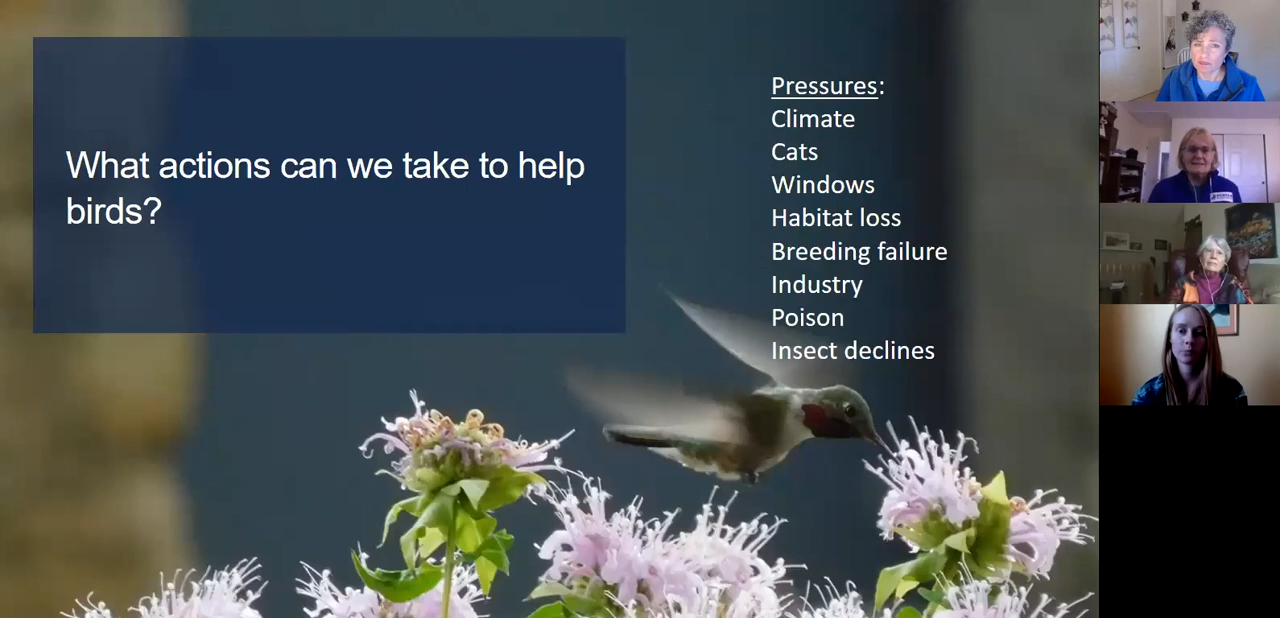 What actions can we take to help
birds?
Pressures:
Climate
Cats
Windows
Habitat loss
Breeding failure
Industry
Poison
Insect declines